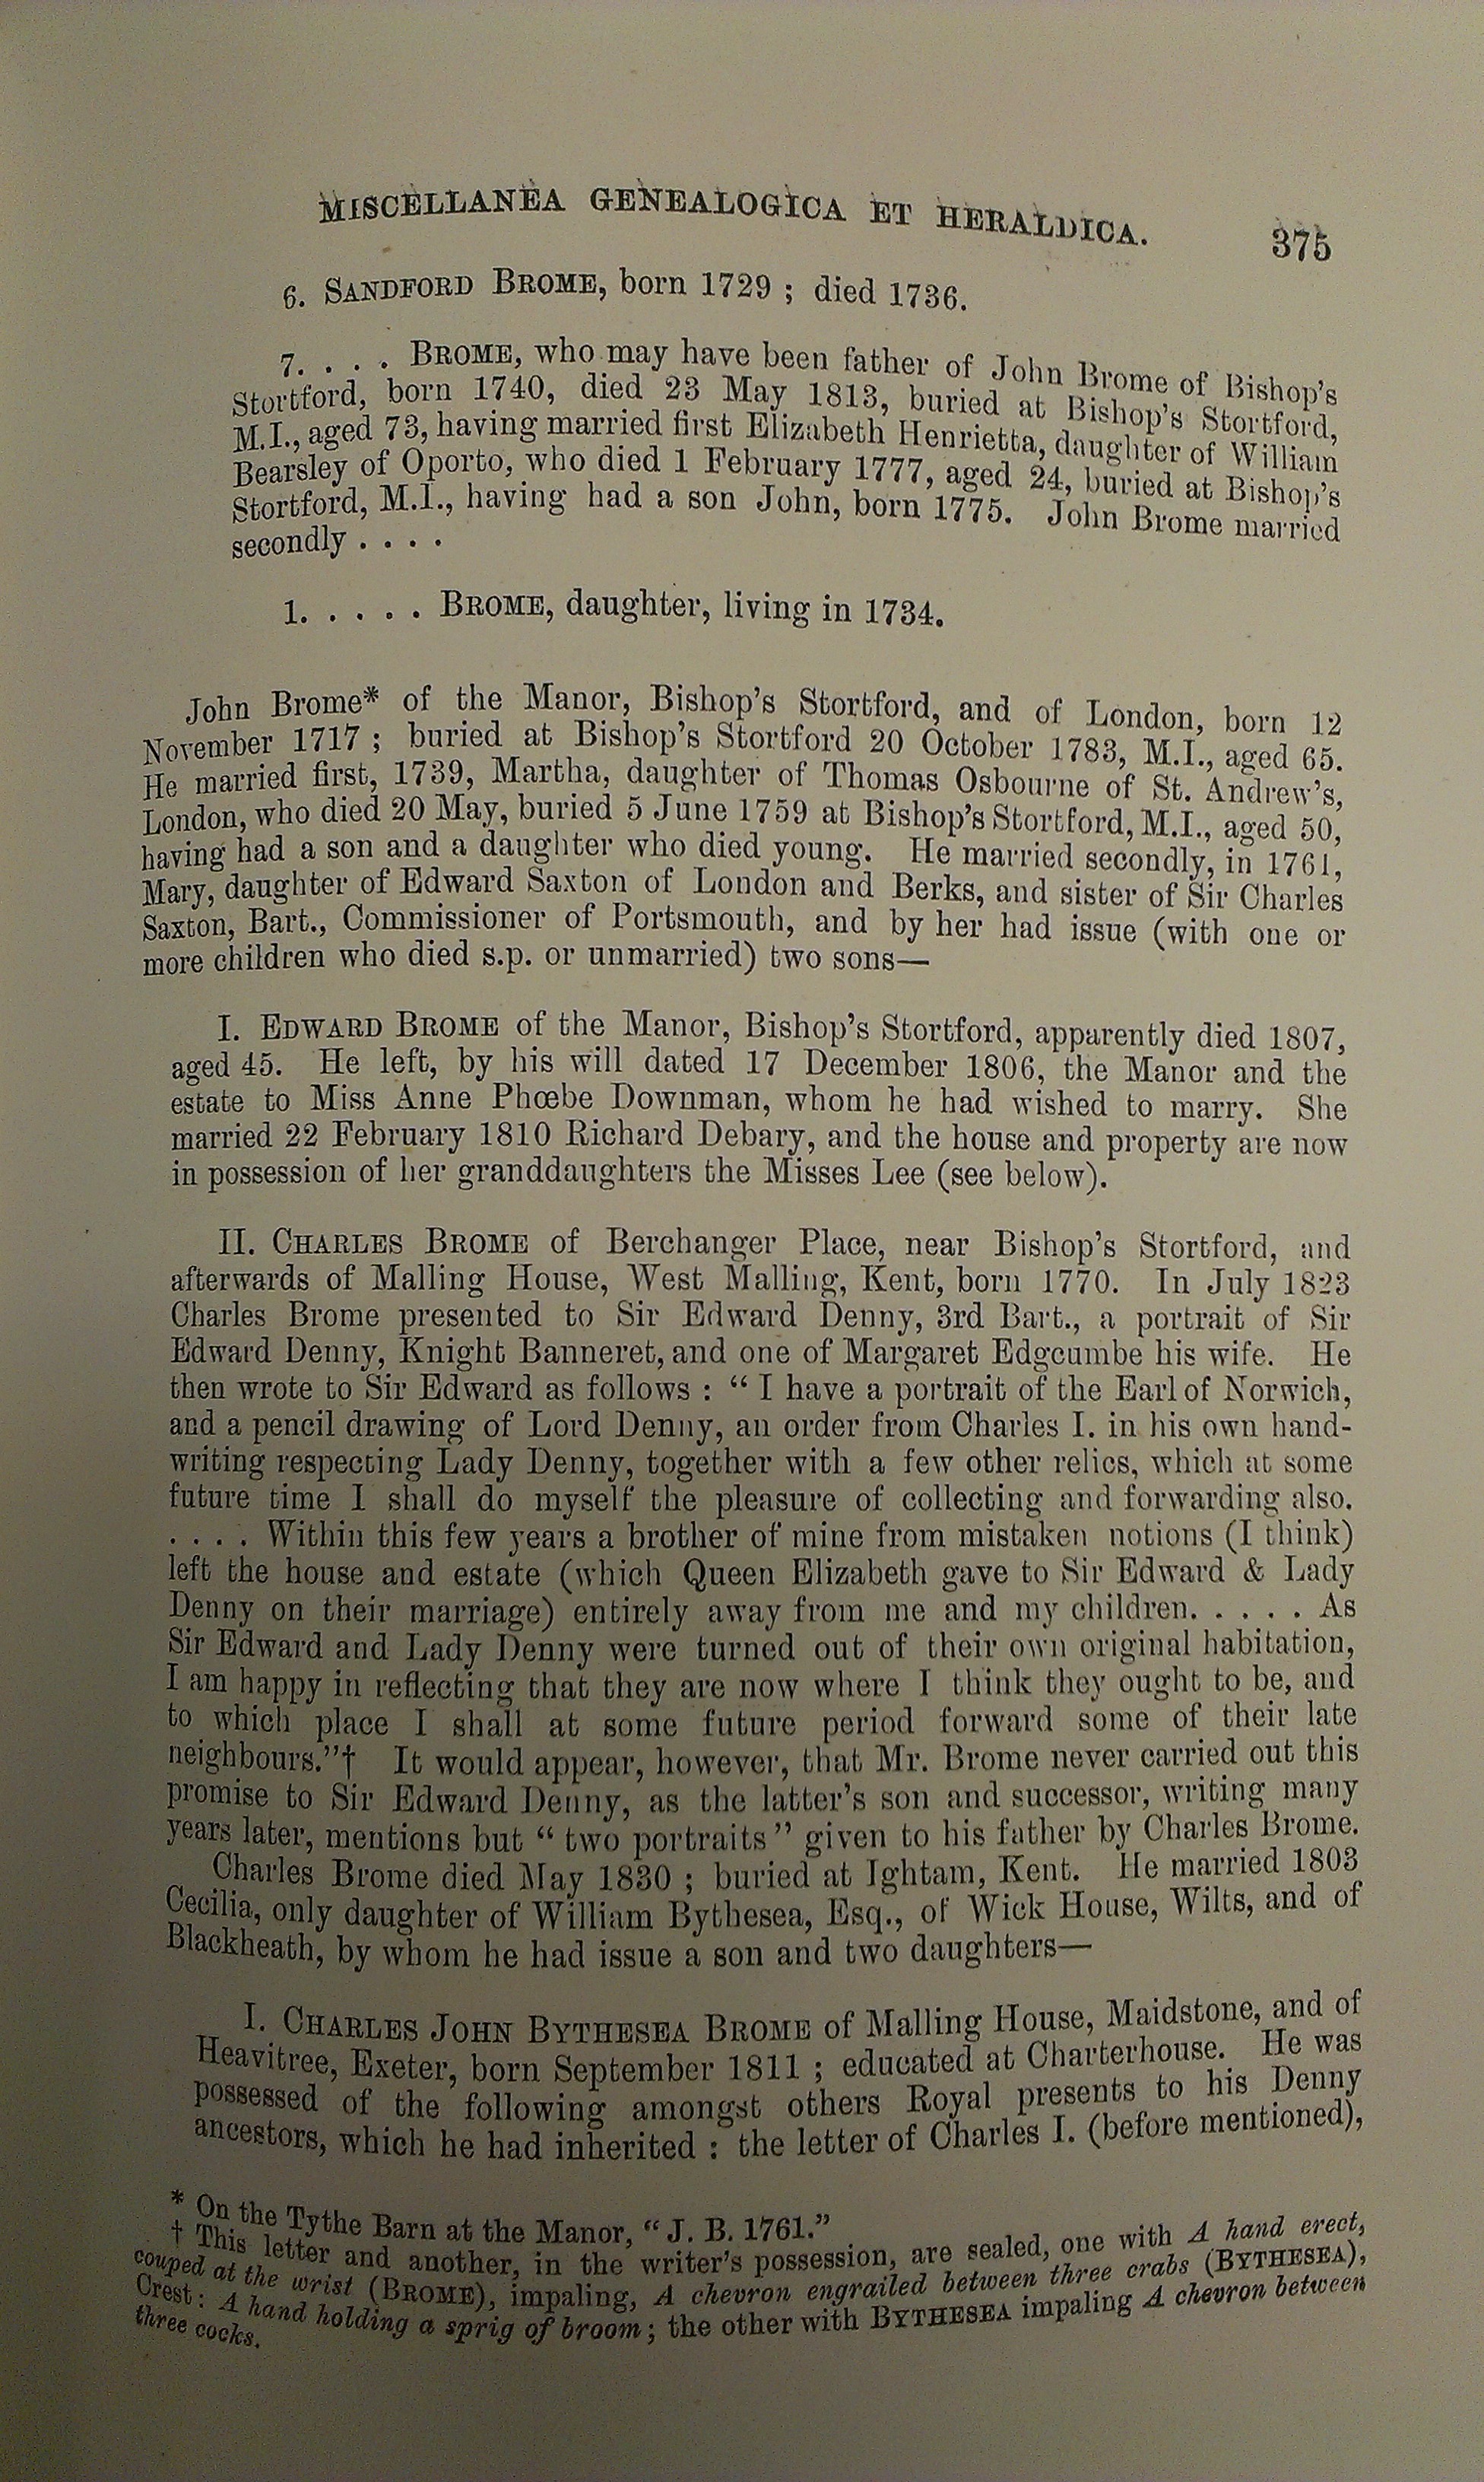 MISCELLANEA GENEALOGICA ET HERALDICA. 375
6. SANDFORD BROME, born 1729 ; died 1736.
7. . . . . BROME, who may have been father of John Brome of Bishop's
Stortford, born 1740, died 23 May 1813, buried at Bishop's Stortford,
M.I., aged 73, having married first Elizabeth Henrietta, daughter of William
Bearsley of Oporto, who died 1 February 1777, aged 24, buried at Bishop's
Stortford, M.I., having had a son John, born 1775. John Brome married
secondly . . . .
1. . . . . . BROME, daughter, living in 1734.
John Brome* of the Manor, Bishop's Stortford, and of London, born 12
November 1717 ; buried at Bishop's Stortford 20 October 1783, M.I., aged 65.
He married first, 1739, Martha, daughter of Thomas Osbourne of St. Andrew's,
London, who died 20 May, buried 5 June 1759 at Bishop's Stortford, M.I., aged 50,
having had a son and a daughter who died young. He married secondly, in 1761,
Mary, daughter of Edward Saxton of London and Berks, and sister of Sir Charles
Saxton, Bart., Commissioner of Portsmouth, and by her had issue (with one or
more children who died s.p. or unmarried) two sons—
I. EDWARD BROME of the Manor, Bishop's Stortford, apparently died 1807,
aged 45. He left, by his will dated 17 December 1806, the Manor and the
estate to Miss Anne Phœbe Downman, whom he had wished to marry. She
married 22 February 1810 Richard Debary, and the house and property are now
in possession of her granddaughters the Misses Lee (see below).
II. CHARLES BROME of Berchanger Place, near Bishop's Stortford, and
afterwards of Malling House, West Malling, Kent, born 1770. In July 1823
Charles Brome presented to Sir Edward Denny, 3rd Bart., a portrait of Sir
Edward Denny, Knight Banneret, and one of Margaret Edgcumbe his wife. He
then wrote to Sir Edward as follows : " I have a portrait of the Earl of Norwich,
and a pencil drawing of Lord Denny, an order from Charles I. in his own hand-
writing respecting Lady Denny, together with a few other relics, which at some
future time I shall do myself the pleasure of collecting and forwarding also.
. . . . Within this few years a brother of mine from mistaken notions (I think)
left the house and estate (which Queen Elizabeth gave to Sir Edward & Lady
Denny on their marriage) entirely away from me and my children. . . . . As
Sir Edward and Lady Denny were turned out of their own original habitation,
I am happy in reflecting that they are now where I think they ought to be, and
to which place I shall at some future period forward some of their late
neighbours."† It would appear, however, that Mr. Brome never carried out this
promise to Sir Edward Denny, as the latter's son and successor, writing many
years later, mentions but " two portraits " given to his father by Charles Brome.
Charles Brome died May 1830 ; buried at Ightam, Kent. He married 1803
Cecilia, only daughter of William Bythesea, Esq., of Wick House, Wilts, and of
Blackheath, by whom he had issue a son and two daughters—
I. CHARLES JOHN BYTHESEA BROME of Malling House, Maidstone, and of
Heavitree, Exeter, born September 1811 ; educated at Charterhouse. He was
possessed of the following amongst others Royal presents to his Denny
ancestors, which he had inherited : the letter of Charles I. (before mentioned),
* On the Tythe Barn at the Manor, " J. B. 1761."
† This letter and another, in the writer's possession, are sealed, one with A hand erect,
couped at the wrist (BROME), impaling, A chevron engrailed between three crabs (BYTHESEA),
Crest : A hand holding a sprig of broom ; the other with BYTHESEA impaling A chevron between
three cocks.